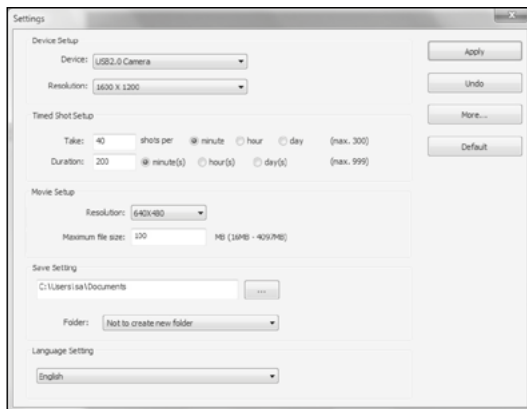 Settings
Device Setup
Device: USB2.0 Camera
Resolution: 1600 X 1200
Timed Shot Setup
Take: 40 shots per minute hour day (max. 300)
Duration: 200 minute(s) hour(s) day(s) (max. 999)
Movie Setup
Resolution: 640X480
Maximum file size: 100 MB (16MB - 4097MB)
Save Setting
C:\Users\sa\Documents ...
Folder: Not to create new folder
Language Setting
English
Apply
Undo
More...
Default